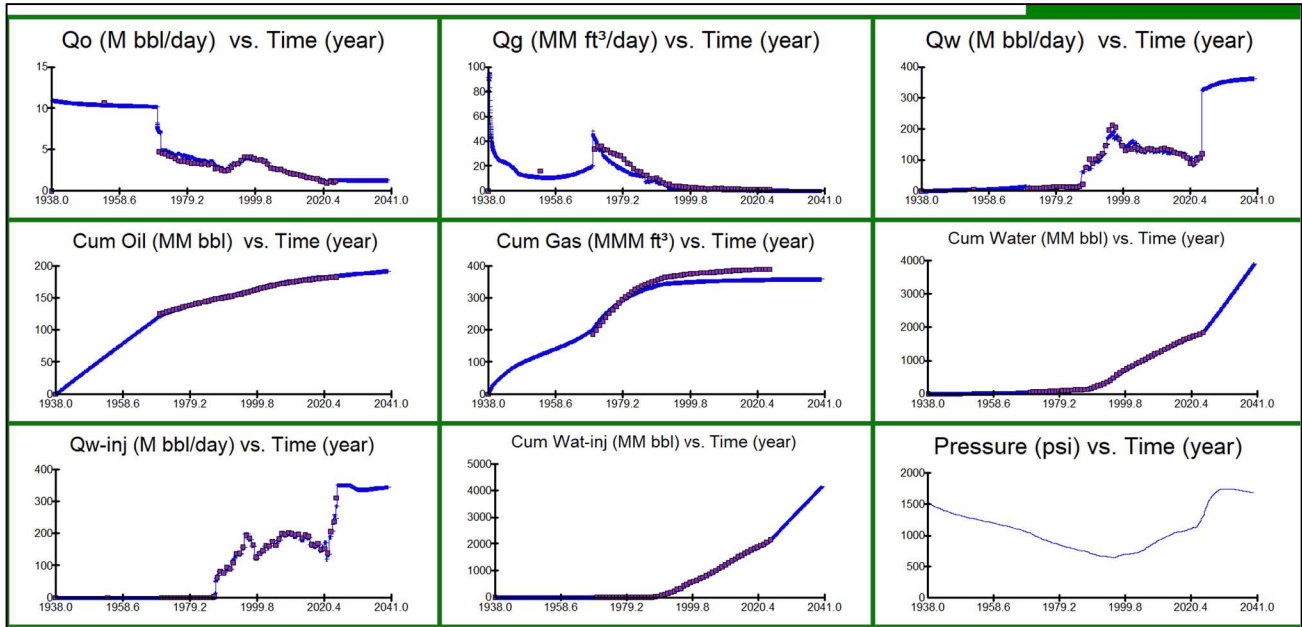 Qo (M bbl/day) vs. Time (year)
15
10
5
0
1938.0 1958.6 1979.2 1999.8 2020.4 2041.0
Qg (MM ft³/day) vs. Time (year)
100
80
60
40
20
0
1938.0 1958.6 1979.2 1999.8 2020.4 2041.0
Qw (M bbl/day) vs. Time (year)
400
300
200
100
0
1938.0 1958.6 1979.2 1999.8 2020.4 2041.0
Cum Oil (MM bbl) vs. Time (year)
200
150
100
50
0
1938.0 1958.6 1979.2 1999.8 2020.4 2041.0
Cum Gas (MMM ft³) vs. Time (year)
400
300
200
100
0
1938.0 1958.6 1979.2 1999.8 2020.4 2041.0
Cum Water (MM bbl) vs. Time (year)
4000
3000
2000
1000
0
1938.0 1958.6 1979.2 1999.8 2020.4 2041.0
Qw-inj (M bbl/day) vs. Time (year)
400
300
200
100
0
1938.0 1958.6 1979.2 1999.8 2020.4 2041.0
Cum Wat-inj (MM bbl) vs. Time (year)
5000
4000
3000
2000
1000
0
1938.0 1958.6 1979.2 1999.8 2020.4 2041.0
Pressure (psi) vs. Time (year)
2000
1500
1000
500
0
1938.0 1958.6 1979.2 1999.8 2020.4 2041.0